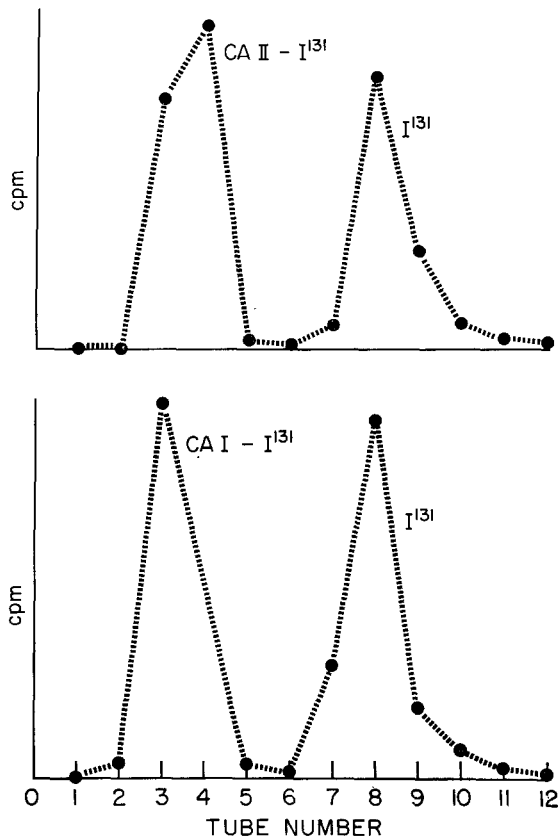 CA II – I¹³¹
I¹³¹
cpm
CA I – I¹³¹
I¹³¹
cpm
0 1 2 3 4 5 6 7 8 9 10 11 12
TUBE NUMBER